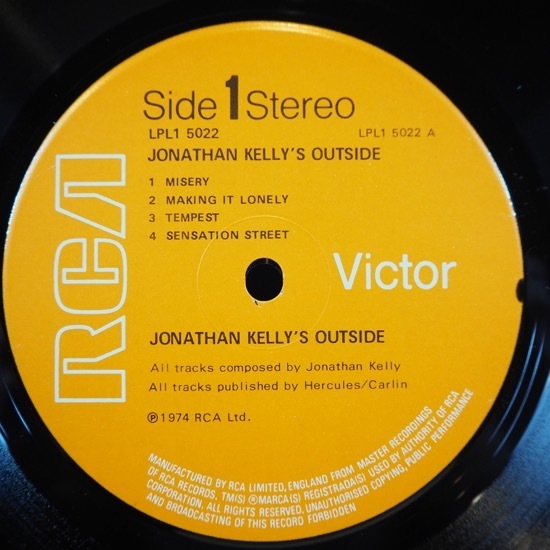 Side 1 Stereo
LPL1 5022
LPL1 5022 A
JONATHAN KELLY'S OUTSIDE
1 MISERY
2 MAKING IT LONELY
3 TEMPEST
4 SENSATION STREET
RCA
Victor
JONATHAN KELLY'S OUTSIDE
All tracks composed by Jonathan Kelly
All tracks published by Hercules/Carlin
℗1974 RCA Ltd.
MANUFACTURED BY RCA LIMITED, ENGLAND FROM MASTER RECORDINGS
OF RCA RECORDS, TM(S) ® MARCA(S) REGISTRADA(S) USED BY AUTHORITY OF RCA
CORPORATION, ALL RIGHTS RESERVED. UNAUTHORISED COPYING, PUBLIC PERFORMANCE
AND BROADCASTING OF THIS RECORD FORBIDDEN